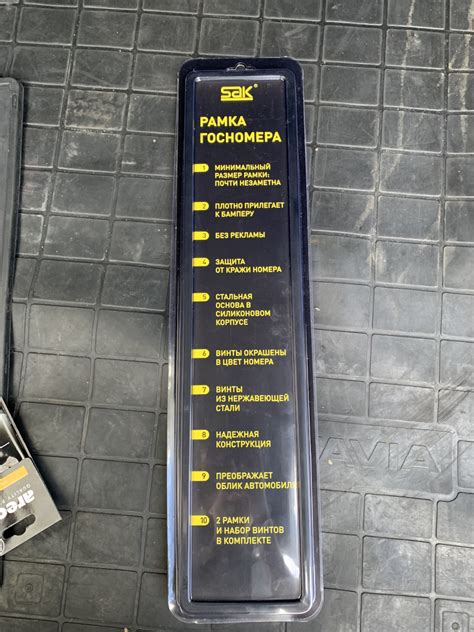 sak®
РАМКА
ГОСНОМЕРА
1 МИНИМАЛЬНЫЙ
РАЗМЕР РАМКИ:
ПОЧТИ НЕЗАМЕТНА
2 ПЛОТНО ПРИЛЕГАЕТ
К БАМПЕРУ
3 БЕЗ РЕКЛАМЫ
4 ЗАЩИТА
ОТ КРАЖИ НОМЕРА
5 СТАЛЬНАЯ
ОСНОВА В
СИЛИКОНОВОМ
КОРПУСЕ
6 ВИНТЫ ОКРАШЕНЫ
В ЦВЕТ НОМЕРА
7 ВИНТЫ
ИЗ НЕРЖАВЕЮЩЕЙ
СТАЛИ
8 НАДЕЖНАЯ
КОНСТРУКЦИЯ
9 ПРЕОБРАЖАЕТ
ОБЛИК АВТОМОБИЛЯ
10 2 РАМКИ
И НАБОР ВИНТОВ
В КОМПЛЕКТЕ
AVIA